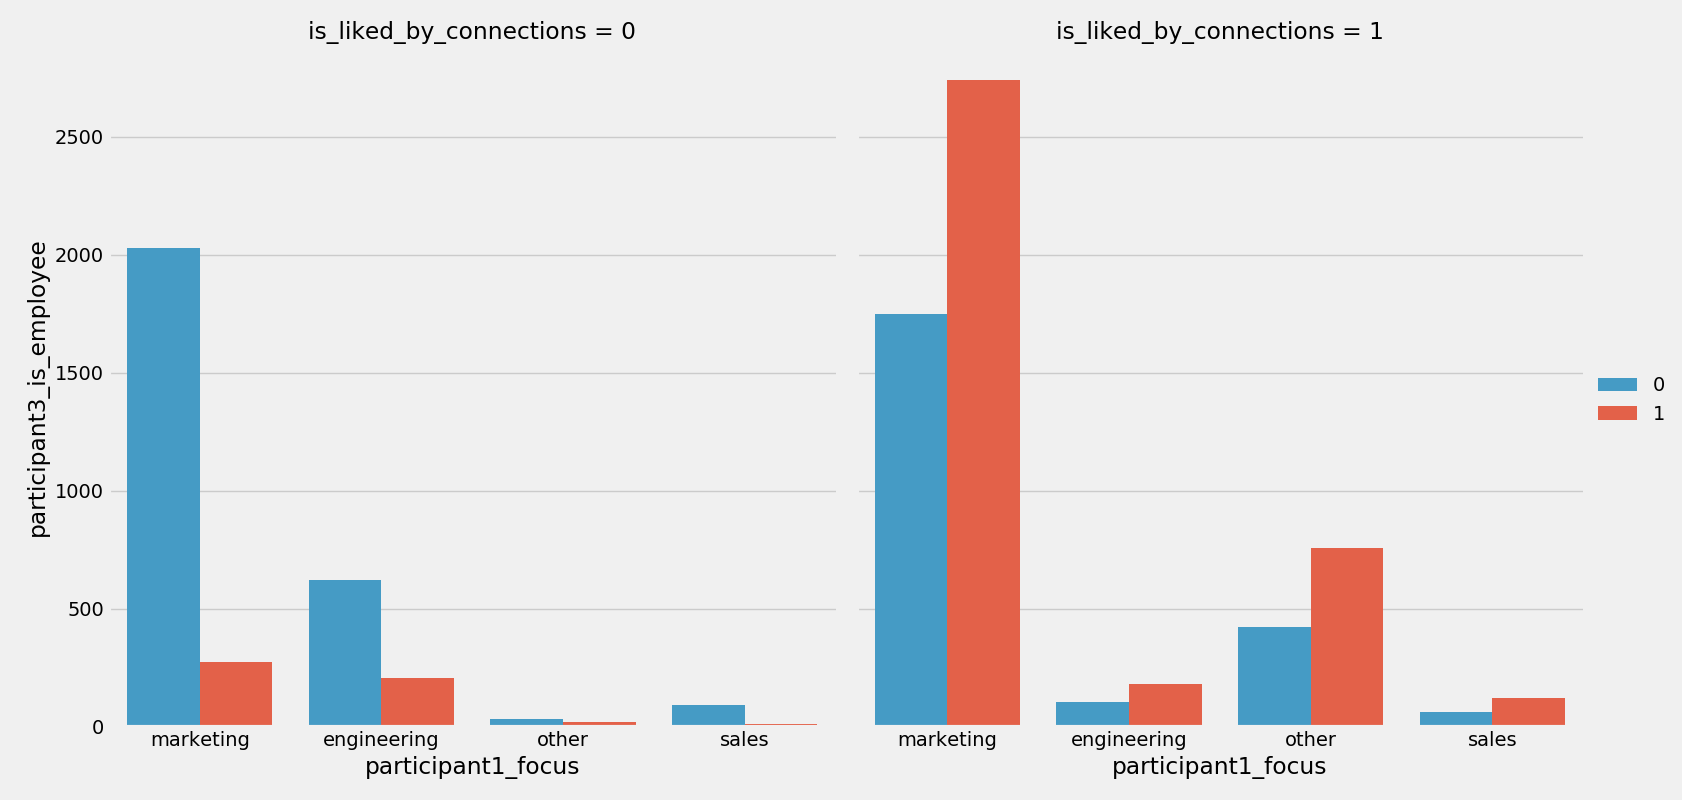 is_liked_by_connections = 0
is_liked_by_connections = 1
participant3_is_employee
2500
2000
1500
1000
500
0
marketing
engineering
other
sales
participant1_focus
marketing
engineering
other
sales
participant1_focus
0
1